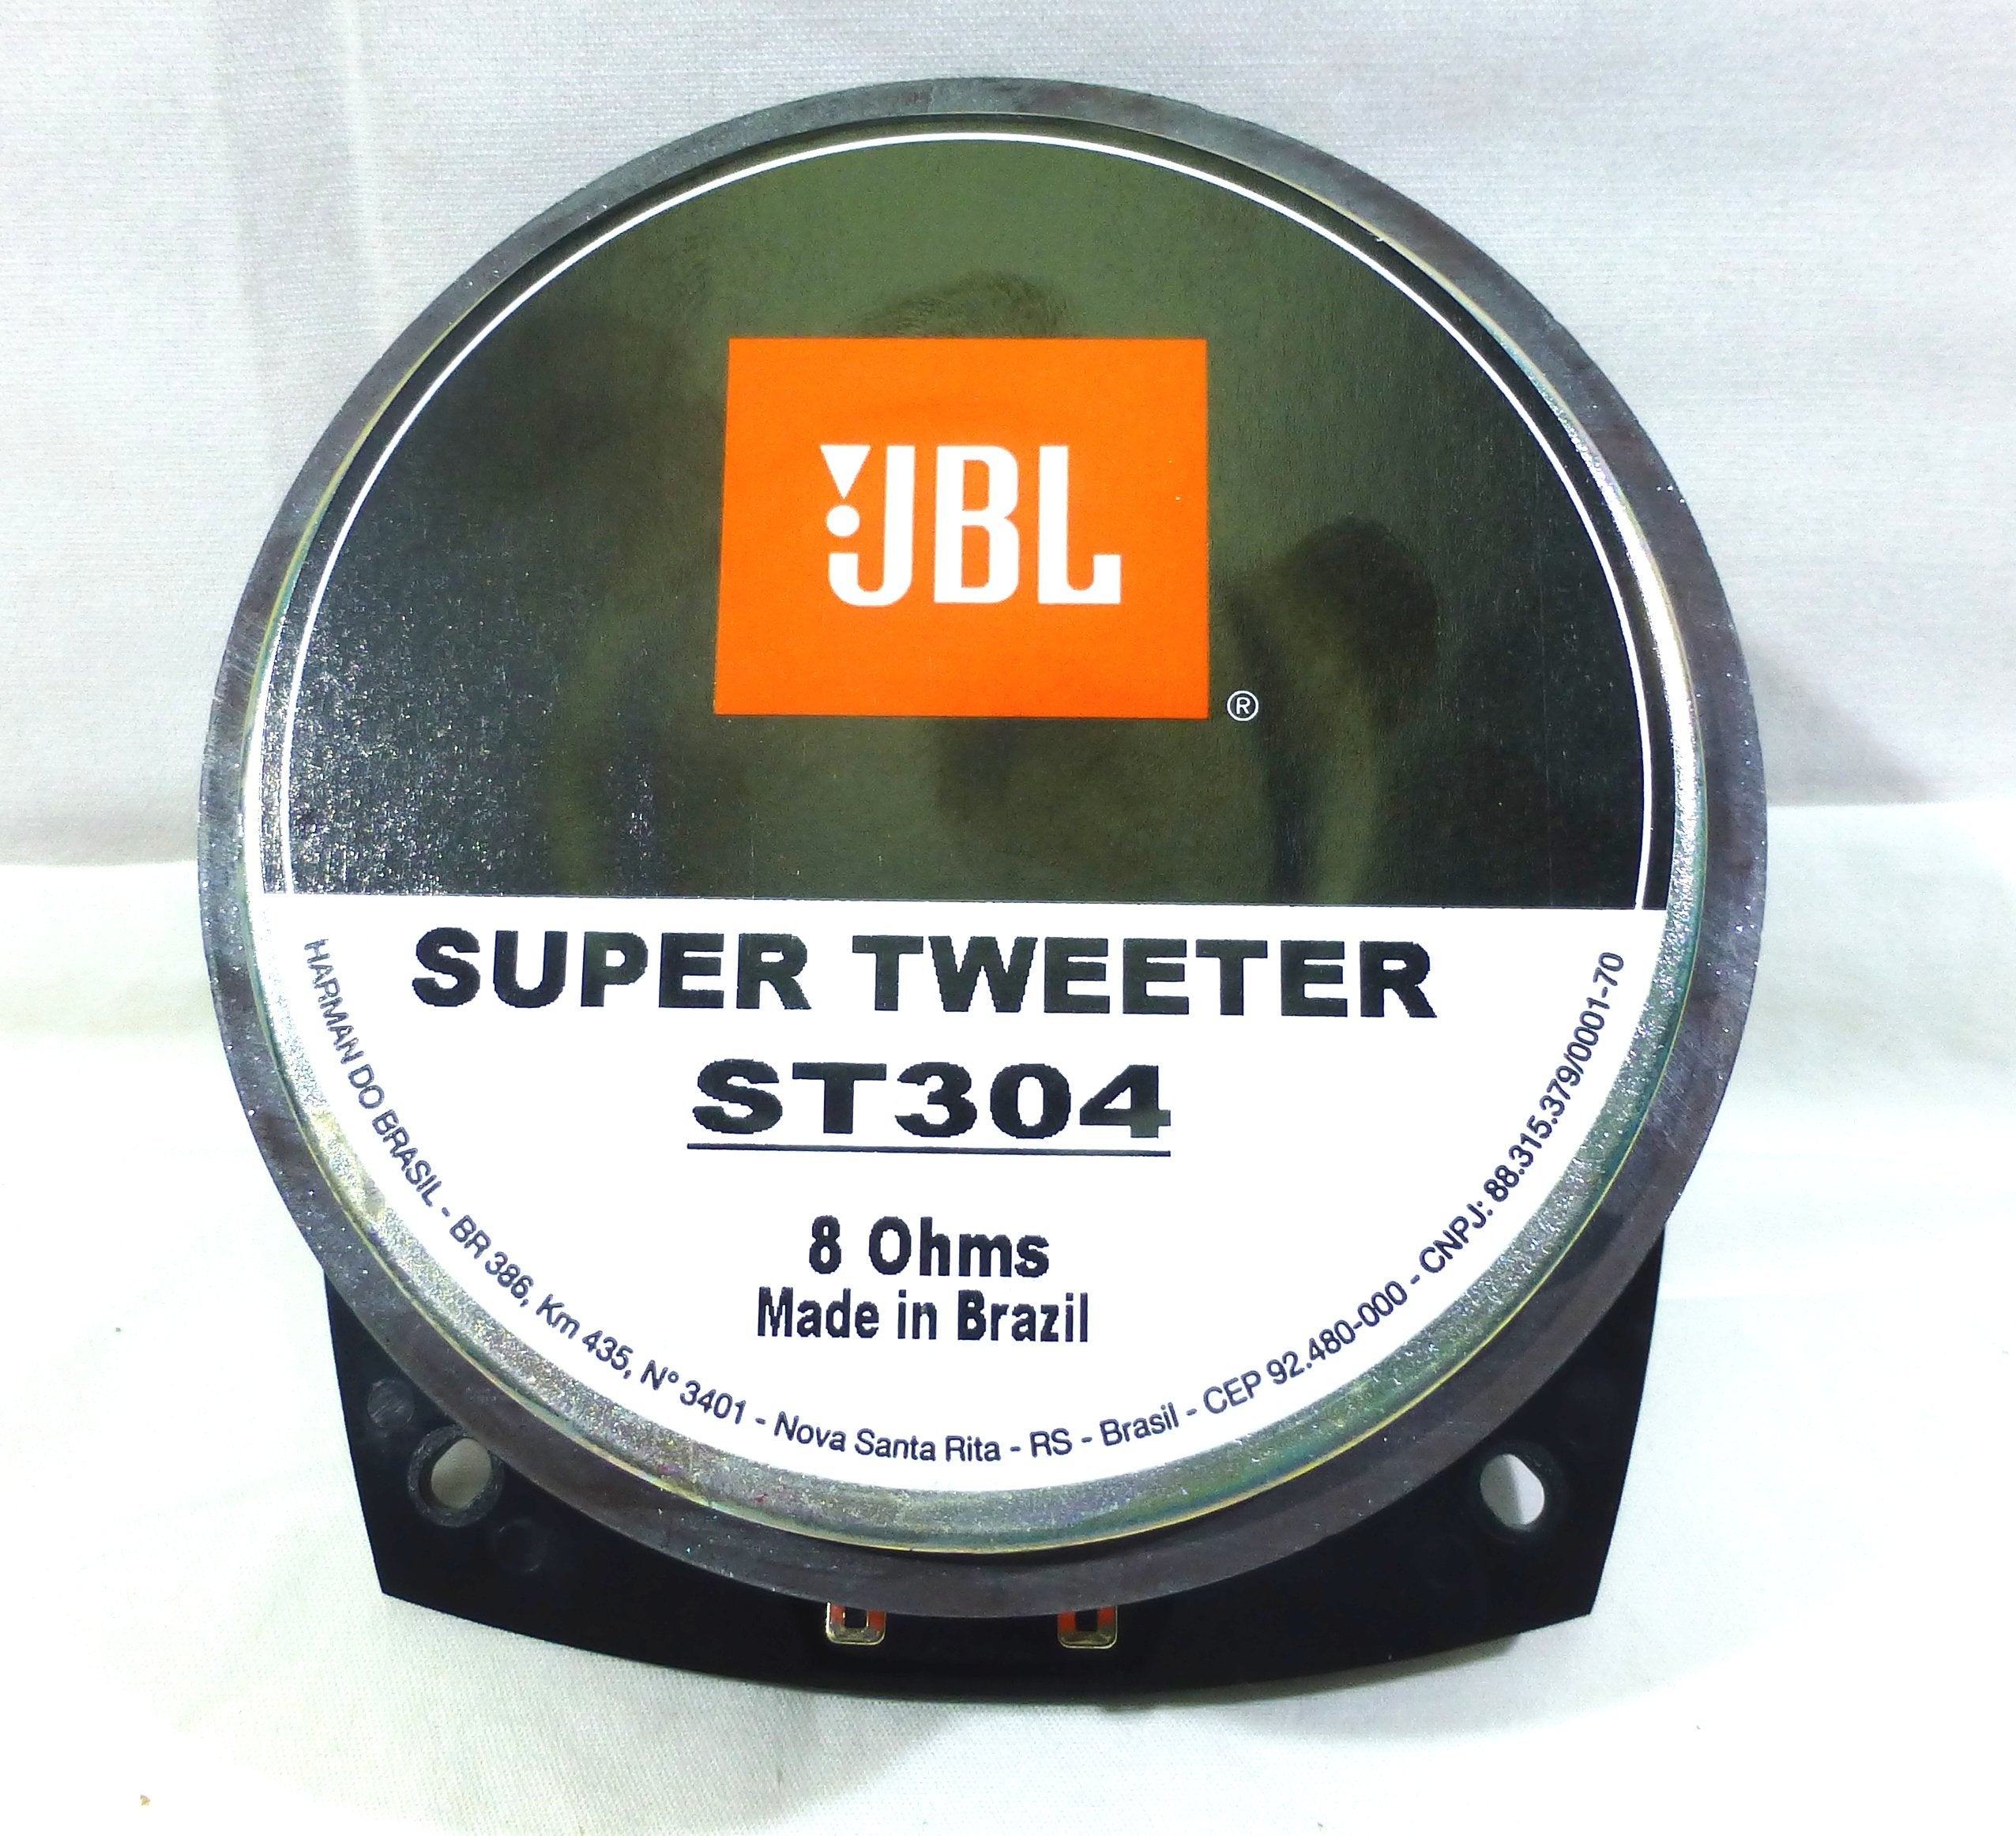 JBL
®
SUPER TWEETER
ST304
8 Ohms
Made in Brazil
HARMAN DO BRASIL - BR 386, Km 435, N° 3401 - Nova Santa Rita - RS - Brasil - CEP 92.480-000 - CNPJ: 88.315.379/0001-70